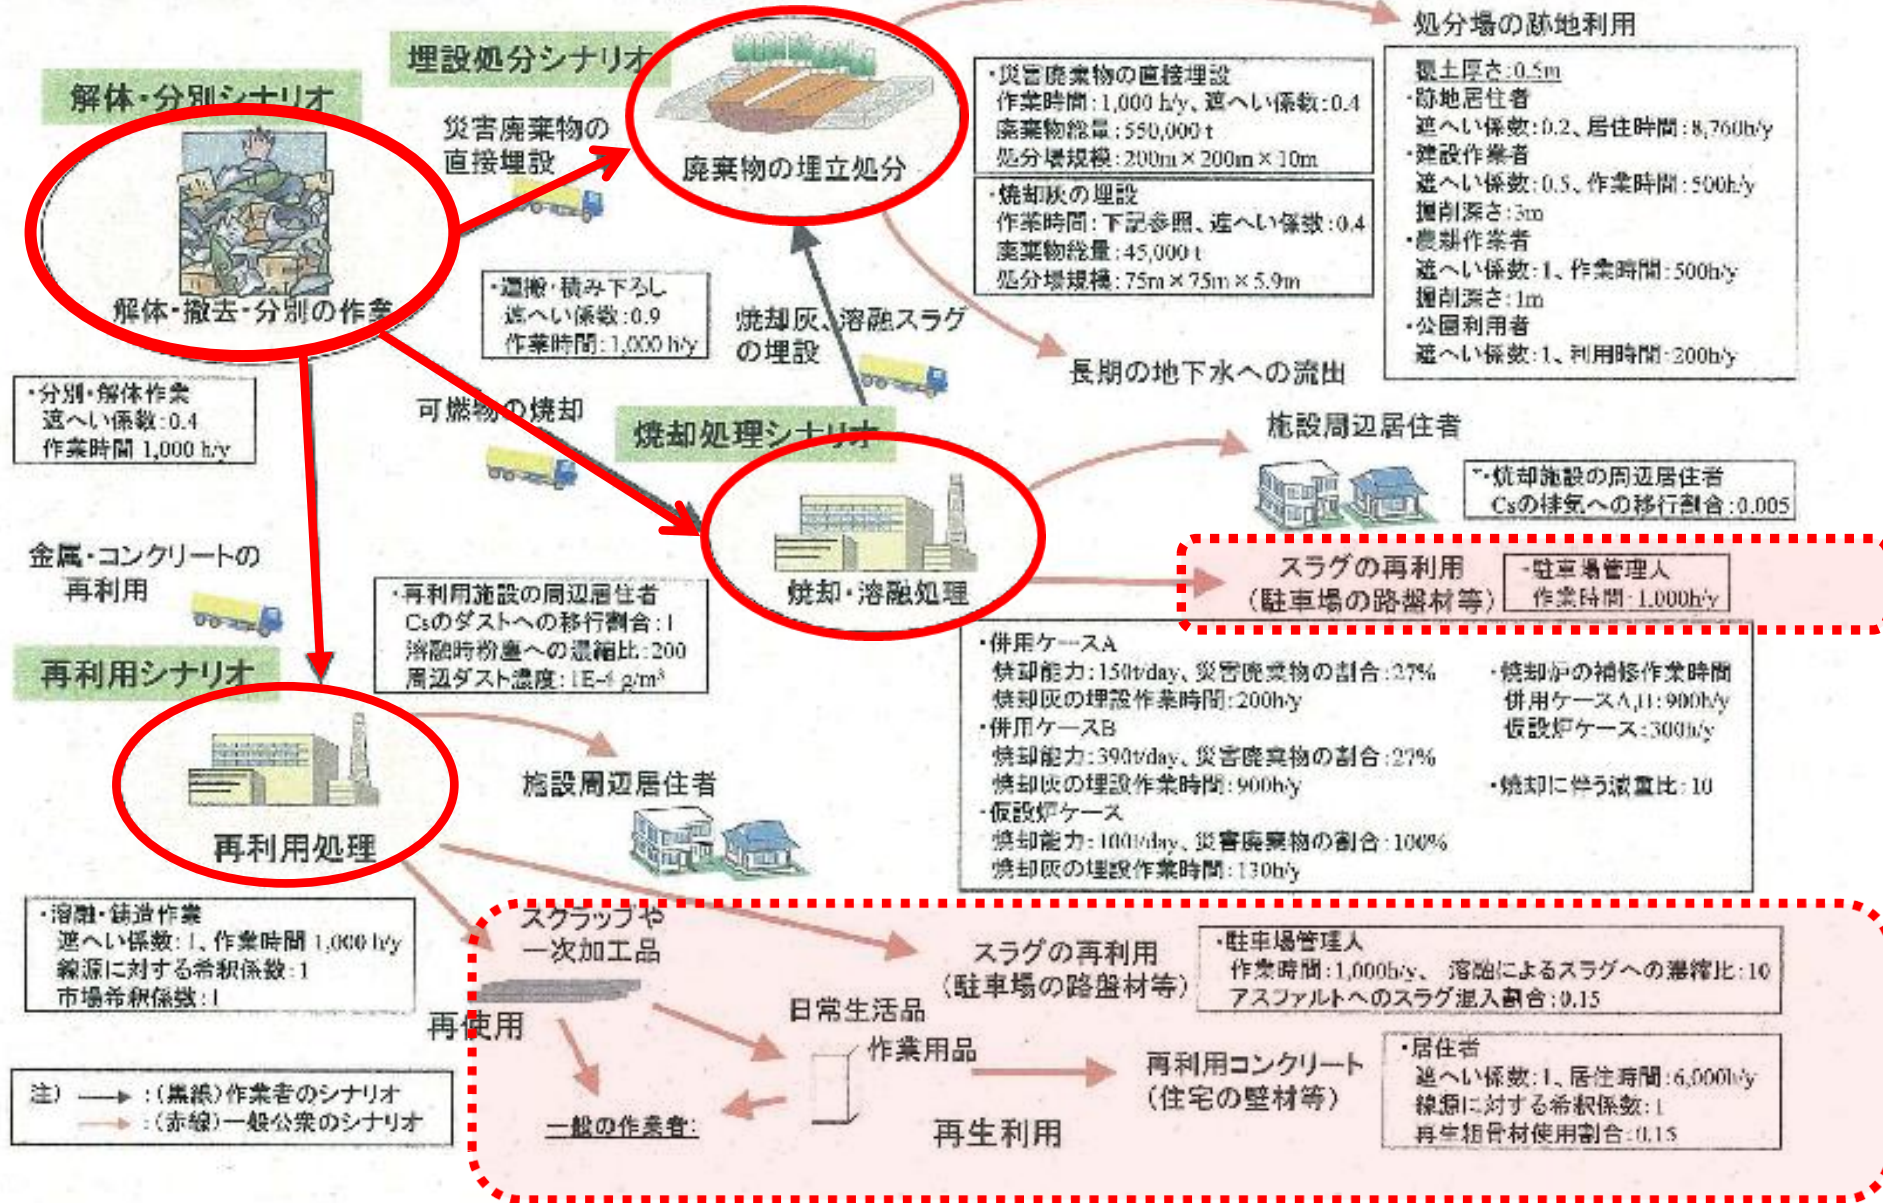 解体・分別シナリオ
解体・撤去・分別の作業
・分別・解体作業
遮へい係数:0.4
作業時間 1,000 h/y
埋設処分シナリオ
災害廃棄物の
直接埋設
廃棄物の埋立処分
・運搬・積み下ろし
遮へい係数:0.9
作業時間:1,000 h/y
・災害廃棄物の直接埋設
作業時間:1,000 h/y、遮へい係数:0.4
廃棄物総量:550,000 t
処分場規模:200m×200m×10m
・焼却灰の埋設
作業時間:下記参照、遮へい係数:0.4
廃棄物総量:45,000 t
処分場規模:75m×75m×5.9m
処分場の跡地利用
覆土厚さ:0.5m
・跡地居住者
遮へい係数:0.2、居住時間:8,760h/y
・建設作業者
遮へい係数:0.5、作業時間:500h/y
掘削深さ:3m
・農耕作業者
遮へい係数:1、作業時間:500h/y
掘削深さ:1m
・公園利用者
遮へい係数:1、利用時間:200h/y
焼却灰、溶融スラグ
の埋設
長期の地下水への流出
可燃物の焼却
焼却処理シナリオ
焼却・溶融処理
施設周辺居住者
・焼却施設の周辺居住者
Csの排気への移行割合:0.005
スラグの再利用
(駐車場の路盤材等)
・駐車場管理人
作業時間:1,000h/y
・併用ケースA
焼却能力:150t/day、災害廃棄物の割合:27%
焼却灰の埋設作業時間:200h/y
・併用ケースB
焼却能力:390t/day、災害廃棄物の割合:27%
焼却灰の埋設作業時間:900h/y
・仮設炉ケース
焼却能力:100t/day、災害廃棄物の割合:100%
焼却灰の埋設作業時間:130h/y
・焼却炉の補修作業時間
併用ケースA,B:900h/y
仮設炉ケース:300h/y
・焼却に伴う減重比:10
金属・コンクリートの
再利用
・再利用施設の周辺居住者
Csのダストへの移行割合:1
溶融時粉塵への濃縮比:200
周辺ダスト濃度:1E-4 g/m³
再利用シナリオ
再利用処理
施設周辺居住者
・溶融・鋳造作業
遮へい係数:1、作業時間 1,000 h/y
線源に対する希釈係数:1
市場希釈係数:1
スクラップや
一次加工品
再使用
スラグの再利用
(駐車場の路盤材等)
・駐車場管理人
作業時間:1,000h/y、 溶融によるスラグへの濃縮比:10
アスファルトへのスラグ混入割合:0.15
日常生活品
作業用品
一般の作業者:
再利用コンクリート
(住宅の壁材等)
再生利用
・居住者
遮へい係数:1、居住時間:6,000h/y
線源に対する希釈係数:1
再生粗骨材使用割合:0.15
注) :(黒線)作業者のシナリオ
:(赤線)一般公衆のシナリオ